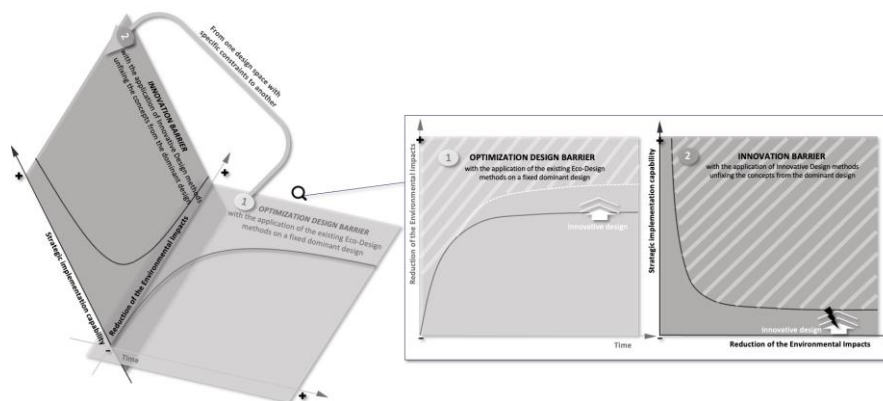 2
INNOVATION BARRIER
with the application of Innovative Design methods
unfixing the concepts from the dominant design
From one design space with
specific constraints to another
+
+
1
OPTIMIZATION DESIGN BARRIER
with the application of the existing Eco-Design
methods on a fixed dominant design
Strategic implementation capability
Reduction of the Environmental Impacts
-
Time
+
+
1
OPTIMIZATION DESIGN BARRIER
with the application of the existing Eco-Design
methods on a fixed dominant design
Reduction of the Environmental Impacts
Innovative design
-
Time
+
2
INNOVATION BARRIER
with the application of Innovative Design methods
unfixing the concepts from the dominant design
Strategic implementation capability
Innovative design
-
Reduction of the Environmental Impacts
+